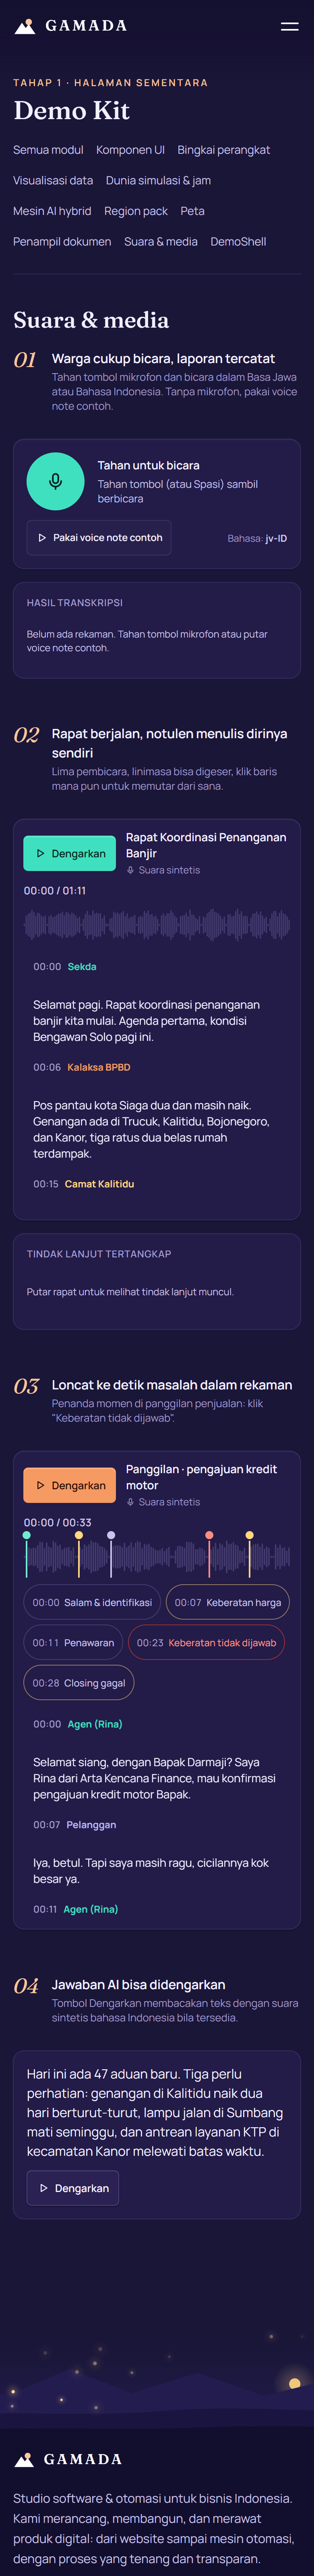 GAMADA
TAHAP 1 · HALAMAN SEMENTARA
Demo Kit
Semua modul Komponen UI Bingkai perangkat
Visualisasi data Dunia simulasi & jam
Mesin AI hybrid Region pack Peta
Penampil dokumen Suara & media DemoShell
Suara & media
01 Warga cukup bicara, laporan tercatat
Tahan tombol mikrofon dan bicara dalam Basa Jawa
atau Bahasa Indonesia. Tanpa mikrofon, pakai voice
note contoh.
Tahan untuk bicara
Tahan tombol (atau Spasi) sambil
berbicara
Pakai voice note contoh
Bahasa: jv-ID
HASIL TRANSKRIPSI
Belum ada rekaman. Tahan tombol mikrofon atau putar
voice note contoh.
02 Rapat berjalan, notulen menulis dirinya
sendiri
Lima pembicara, linimasa bisa digeser, klik baris
mana pun untuk memutar dari sana.
Dengarkan
Rapat Koordinasi Penanganan
Banjir
Suara sintetis
00:00 / 01:11
00:00 Sekda
Selamat pagi. Rapat koordinasi penanganan
banjir kita mulai. Agenda pertama, kondisi
Bengawan Solo pagi ini.
00:06 Kalaksa BPBD
Pos pantau kota Siaga dua dan masih naik.
Genangan ada di Trucuk, Kalitidu, Bojonegoro,
dan Kanor, tiga ratus dua belas rumah
terdampak.
00:15 Camat Kalitidu
TINDAK LANJUT TERTANGKAP
Putar rapat untuk melihat tindak lanjut muncul.
03 Loncat ke detik masalah dalam rekaman
Penanda momen di panggilan penjualan: klik
"Keberatan tidak dijawab".
Dengarkan
Panggilan · pengajuan kredit
motor
Suara sintetis
00:00 / 00:33
00:00 Salam & identifikasi
00:07 Keberatan harga
00:11 Penawaran
00:23 Keberatan tidak dijawab
00:28 Closing gagal
00:00 Agen (Rina)
Selamat siang, dengan Bapak Darmaji? Saya
Rina dari Arta Kencana Finance, mau konfirmasi
pengajuan kredit motor Bapak.
00:07 Pelanggan
Iya, betul. Tapi saya masih ragu, cicilannya kok
besar ya.
00:11 Agen (Rina)
04 Jawaban AI bisa didengarkan
Tombol Dengarkan membacakan teks dengan suara
sintetis bahasa Indonesia bila tersedia.
Hari ini ada 47 aduan baru. Tiga perlu
perhatian: genangan di Kalitidu naik dua
hari berturut-turut, lampu jalan di Sumbang
mati seminggu, dan antrean layanan KTP di
kecamatan Kanor melewati batas waktu.
Dengarkan
GAMADA
Studio software & otomasi untuk bisnis Indonesia.
Kami merancang, membangun, dan merawat
produk digital: dari website sampai mesin otomasi,
dengan proses yang tenang dan transparan.